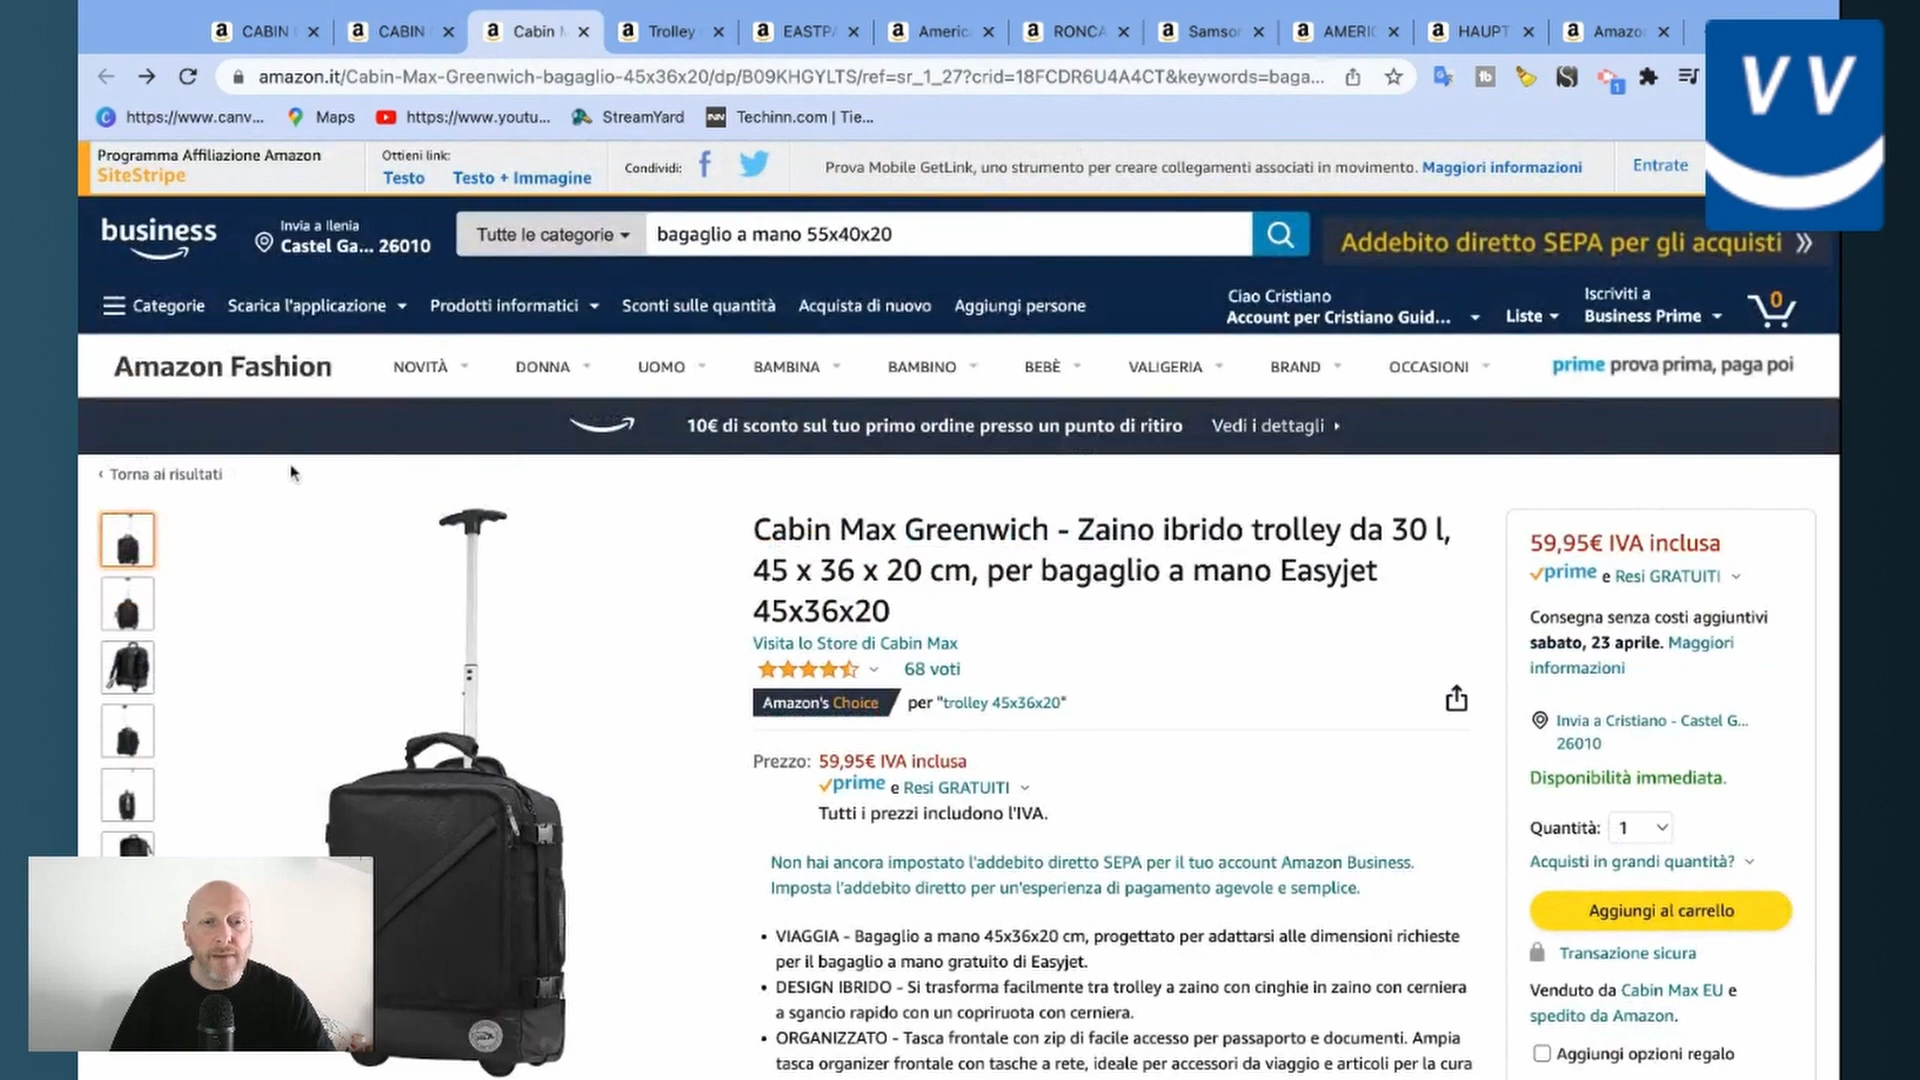 CABIN
CABIN
Cabin M
Trolley
EASTPA
Americ
RONCA
Samsor
AMERIC
HAUPT
Amazo
amazon.it/Cabin-Max-Greenwich-bagaglio-45x36x20/dp/B09KHGYLTS/ref=sr_1_27?crid=18FCDR6U4A4CT&keywords=baga...
https://www.canv...
Maps
https://www.youtu...
StreamYard
Techinn.com | Tie...
VV
Programma Affiliazione Amazon
SiteStripe
Ottieni link:
Testo
Testo + Immagine
Condividi:
Prova Mobile GetLink, uno strumento per creare collegamenti associati in movimento. Maggiori informazioni
Entrate
business
Invia a Ilenia
Castel Ga... 26010
Tutte le categorie
bagaglio a mano 55x40x20
Addebito diretto SEPA per gli acquisti »
Categorie
Scarica l'applicazione
Prodotti informatici
Sconti sulle quantità
Acquista di nuovo
Aggiungi persone
Ciao Cristiano
Account per Cristiano Guid...
Liste
Iscriviti a
Business Prime
0
Amazon Fashion
NOVITÀ
DONNA
UOMO
BAMBINA
BAMBINO
BEBÈ
VALIGERIA
BRAND
OCCASIONI
prime prova prima, paga poi
10€ di sconto sul tuo primo ordine presso un punto di ritiro
Vedi i dettagli
‹ Torna ai risultati
Cabin Max Greenwich - Zaino ibrido trolley da 30 l,
45 x 36 x 20 cm, per bagaglio a mano Easyjet
45x36x20
Visita lo Store di Cabin Max
68 voti
Amazon's Choice per "trolley 45x36x20"
Prezzo: 59,95€ IVA inclusa
prime e Resi GRATUITI
Tutti i prezzi includono l'IVA.
Non hai ancora impostato l'addebito diretto SEPA per il tuo account Amazon Business.
Imposta l'addebito diretto per un'esperienza di pagamento agevole e semplice.
• VIAGGIA - Bagaglio a mano 45x36x20 cm, progettato per adattarsi alle dimensioni richieste
per il bagaglio a mano gratuito di Easyjet.
• DESIGN IBRIDO - Si trasforma facilmente tra trolley a zaino con cinghie in zaino con cerniera
a sgancio rapido con un copriruota con cerniera.
• ORGANIZZATO - Tasca frontale con zip di facile accesso per passaporto e documenti. Ampia
tasca organizer frontale con tasche a rete, ideale per accessori da viaggio e articoli per la cura
59,95€ IVA inclusa
prime e Resi GRATUITI
Consegna senza costi aggiuntivi
sabato, 23 aprile. Maggiori
informazioni
Invia a Cristiano - Castel G...
26010
Disponibilità immediata.
Quantità: 1
Acquisti in grandi quantità?
Aggiungi al carrello
Transazione sicura
Venduto da Cabin Max EU e
spedito da Amazon.
Aggiungi opzioni regalo